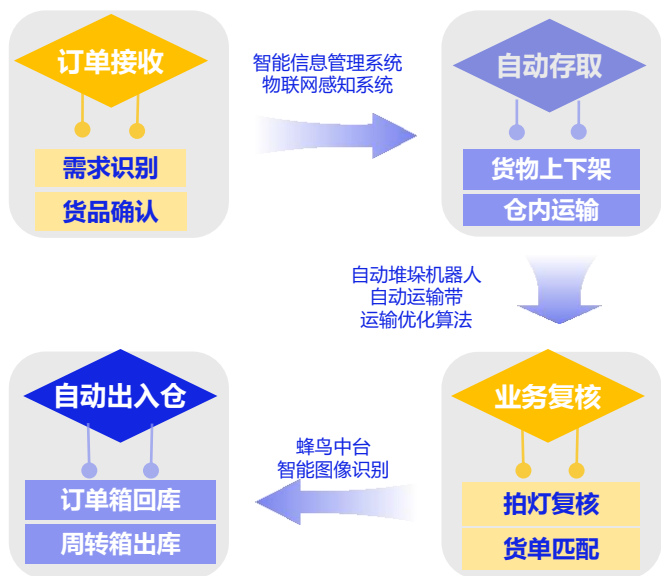 订单接收
需求识别
货品确认
智能信息管理系统
物联网感知系统
自动存取
货物上下架
仓内运输
自动堆垛机器人
自动运输带
运输优化算法
业务复核
拍灯复核
货单匹配
蜂鸟中台
智能图像识别
自动出入仓
订单箱回库
周转箱出库